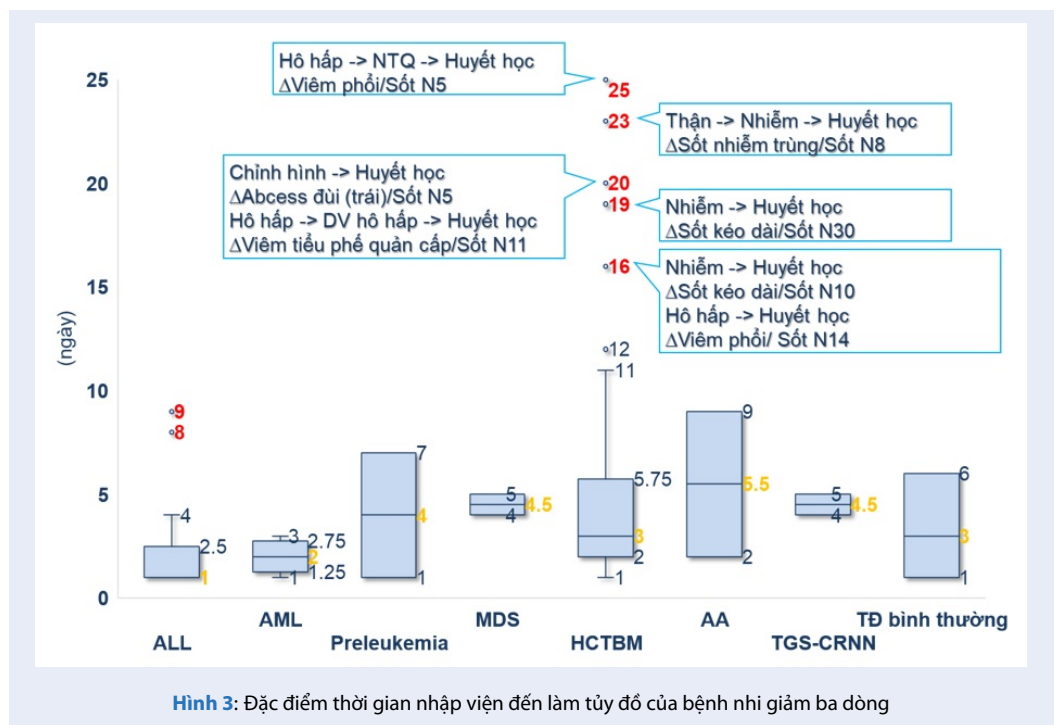 Hô hấp -> NTQ -> Huyết học
∆Viêm phổi/Sốt N5
25
25
Thận -> Nhiễm -> Huyết học
∆Sốt nhiễm trùng/Sốt N8
23
Chỉnh hình -> Huyết học
∆Abcess đùi (trái)/Sốt N5
Hô hấp -> DV hô hấp -> Huyết học
∆Viêm tiểu phế quản cấp/Sốt N11
20
20
19
Nhiễm -> Huyết học
∆Sốt kéo dài/Sốt N30
16
Nhiễm -> Huyết học
∆Sốt kéo dài/Sốt N10
Hô hấp -> Huyết học
∆Viêm phổi/ Sốt N14
15
12
11
(ngày)
10
9
8
4
2.5
1
3
2.75
2
1.25
1
7
4
1
5
4.5
4
5.75
3
2
1
9
5.5
2
5
4.5
4
6
3
1
5
0
ALL
AML
Preleukemia
MDS
HCTBM
AA
TGS-CRNN
TĐ bình thường
Hình 3: Đặc điểm thời gian nhập viện đến làm tủy đồ của bệnh nhi giảm ba dòng